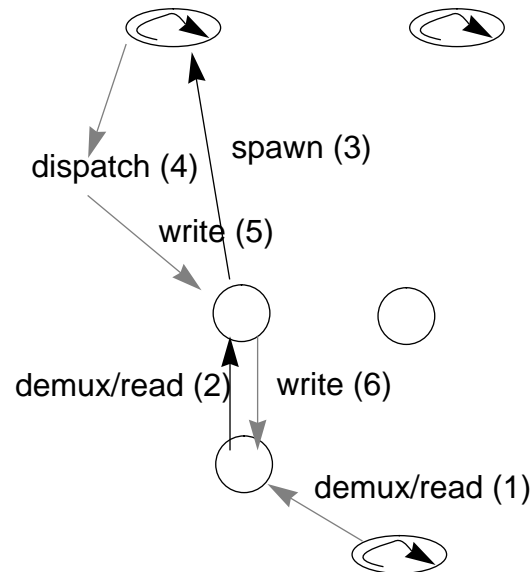 spawn (3)
dispatch (4)
write (5)
demux/read (2)
write (6)
demux/read (1)